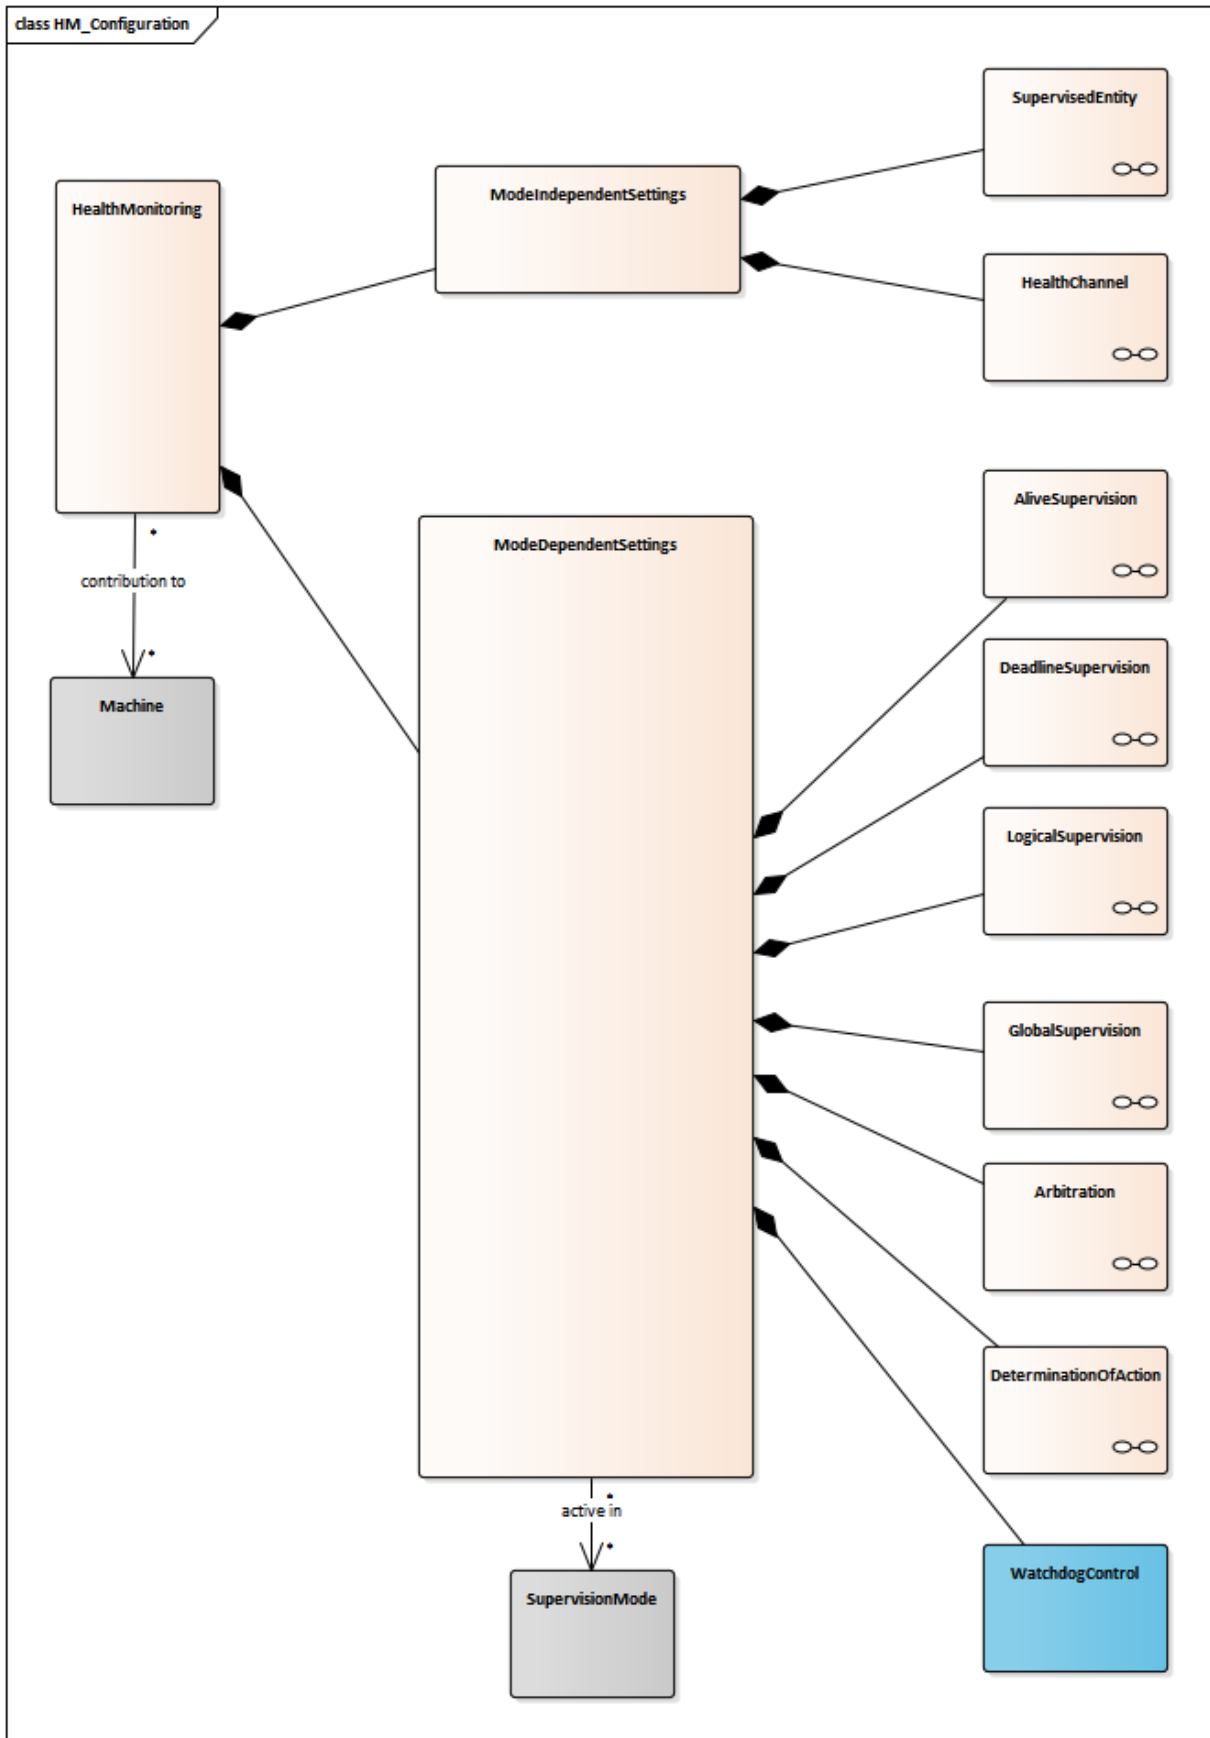 class HM_Configuration
SupervisedEntity
ModeIndependentSettings
HealthMonitoring
HealthChannel
AliveSupervision
*
ModeDependentSettings
contribution to
*
DeadlineSupervision
Machine
LogicalSupervision
GlobalSupervision
Arbitration
DeterminationOfAction
*
active in
*
WatchdogControl
SupervisionMode